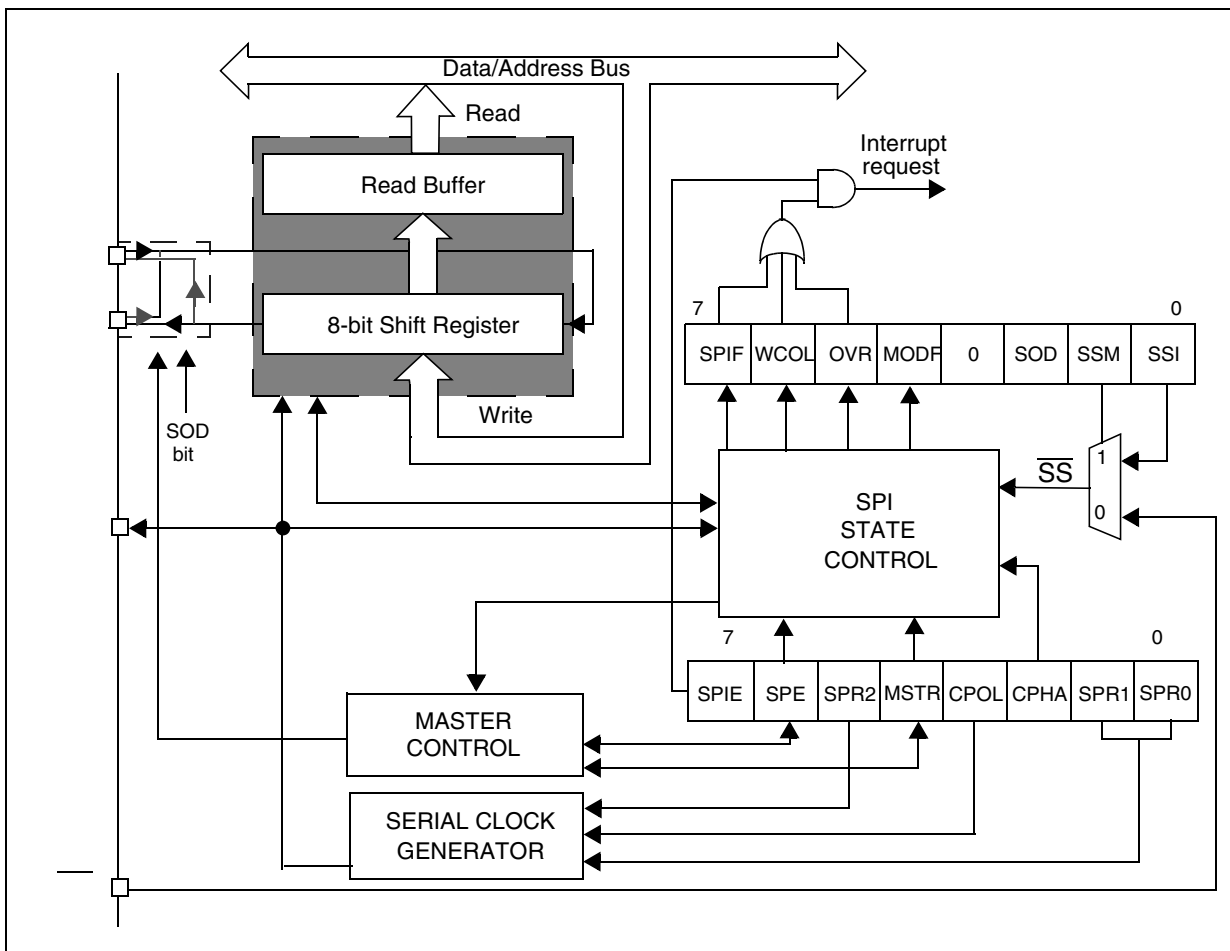 Data/Address Bus
Read
Read Buffer
8-bit Shift Register
Write
SOD
bit
Interrupt
request
7
0
SPIF WCOL OVR MODF 0 SOD SSM SSI
1
SS
0
SPI
STATE
CONTROL
7
0
SPIE SPE SPR2 MSTR CPOL CPHA SPR1 SPR0
MASTER
CONTROL
SERIAL CLOCK
GENERATOR